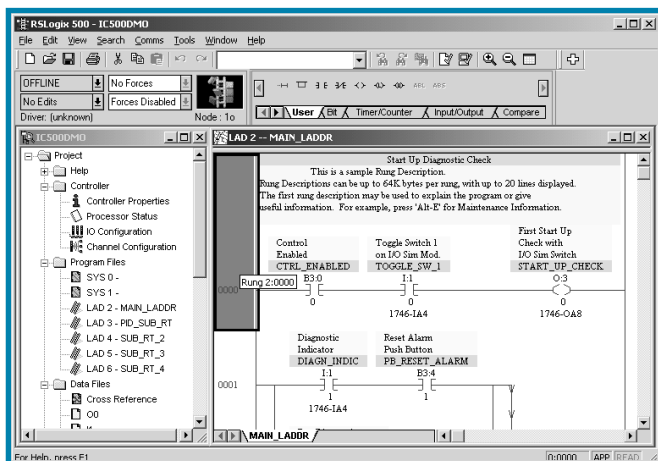 RSLogix 500 - IC500DMO
File Edit View Search Comms Tools Window Help
OFFLINE No Forces
No Edits Forces Disabled
Driver: (unknown) Node : 1o
ABL ABS
User Bit Timer/Counter Input/Output Compare
IC500DMO
Project
Help
Controller
Controller Properties
Processor Status
IO Configuration
Channel Configuration
Program Files
SYS 0 -
SYS 1 -
LAD 2 - MAIN_LADDR
LAD 3 - PID_SUB_RT
LAD 4 - SUB_RT_2
LAD 5 - SUB_RT_3
LAD 6 - SUB_RT_4
Data Files
Cross Reference
O0
LAD 2 -- MAIN_LADDR
Start Up Diagnostic Check
This is a sample Rung Description.
Rung Descriptions can be up to 64K bytes per rung, with up to 20 lines displayed.
The first rung description may be used to explain the program or give
useful information. For example, press 'Alt-E' for Maintenance Information.
Control
Enabled
CTRL_ENABLED
B3:0
0
Toggle Switch 1
on I/O Sim Mod.
TOGGLE_SW_1
I:1
0
1746-IA4
First Start Up
Check with
I/O Sim Switch
START_UP_CHECK
O:3
0
1746-OA8
Rung 2:0000
0000
Diagnostic
Indicator
DIAGN_INDIC
I:1
1
1746-IA4
Reset Alarm
Push Button
PB_RESET_ALARM
B3:4
1
0001
MAIN_LADDR
For Help, press F1
0:0000 APP READ